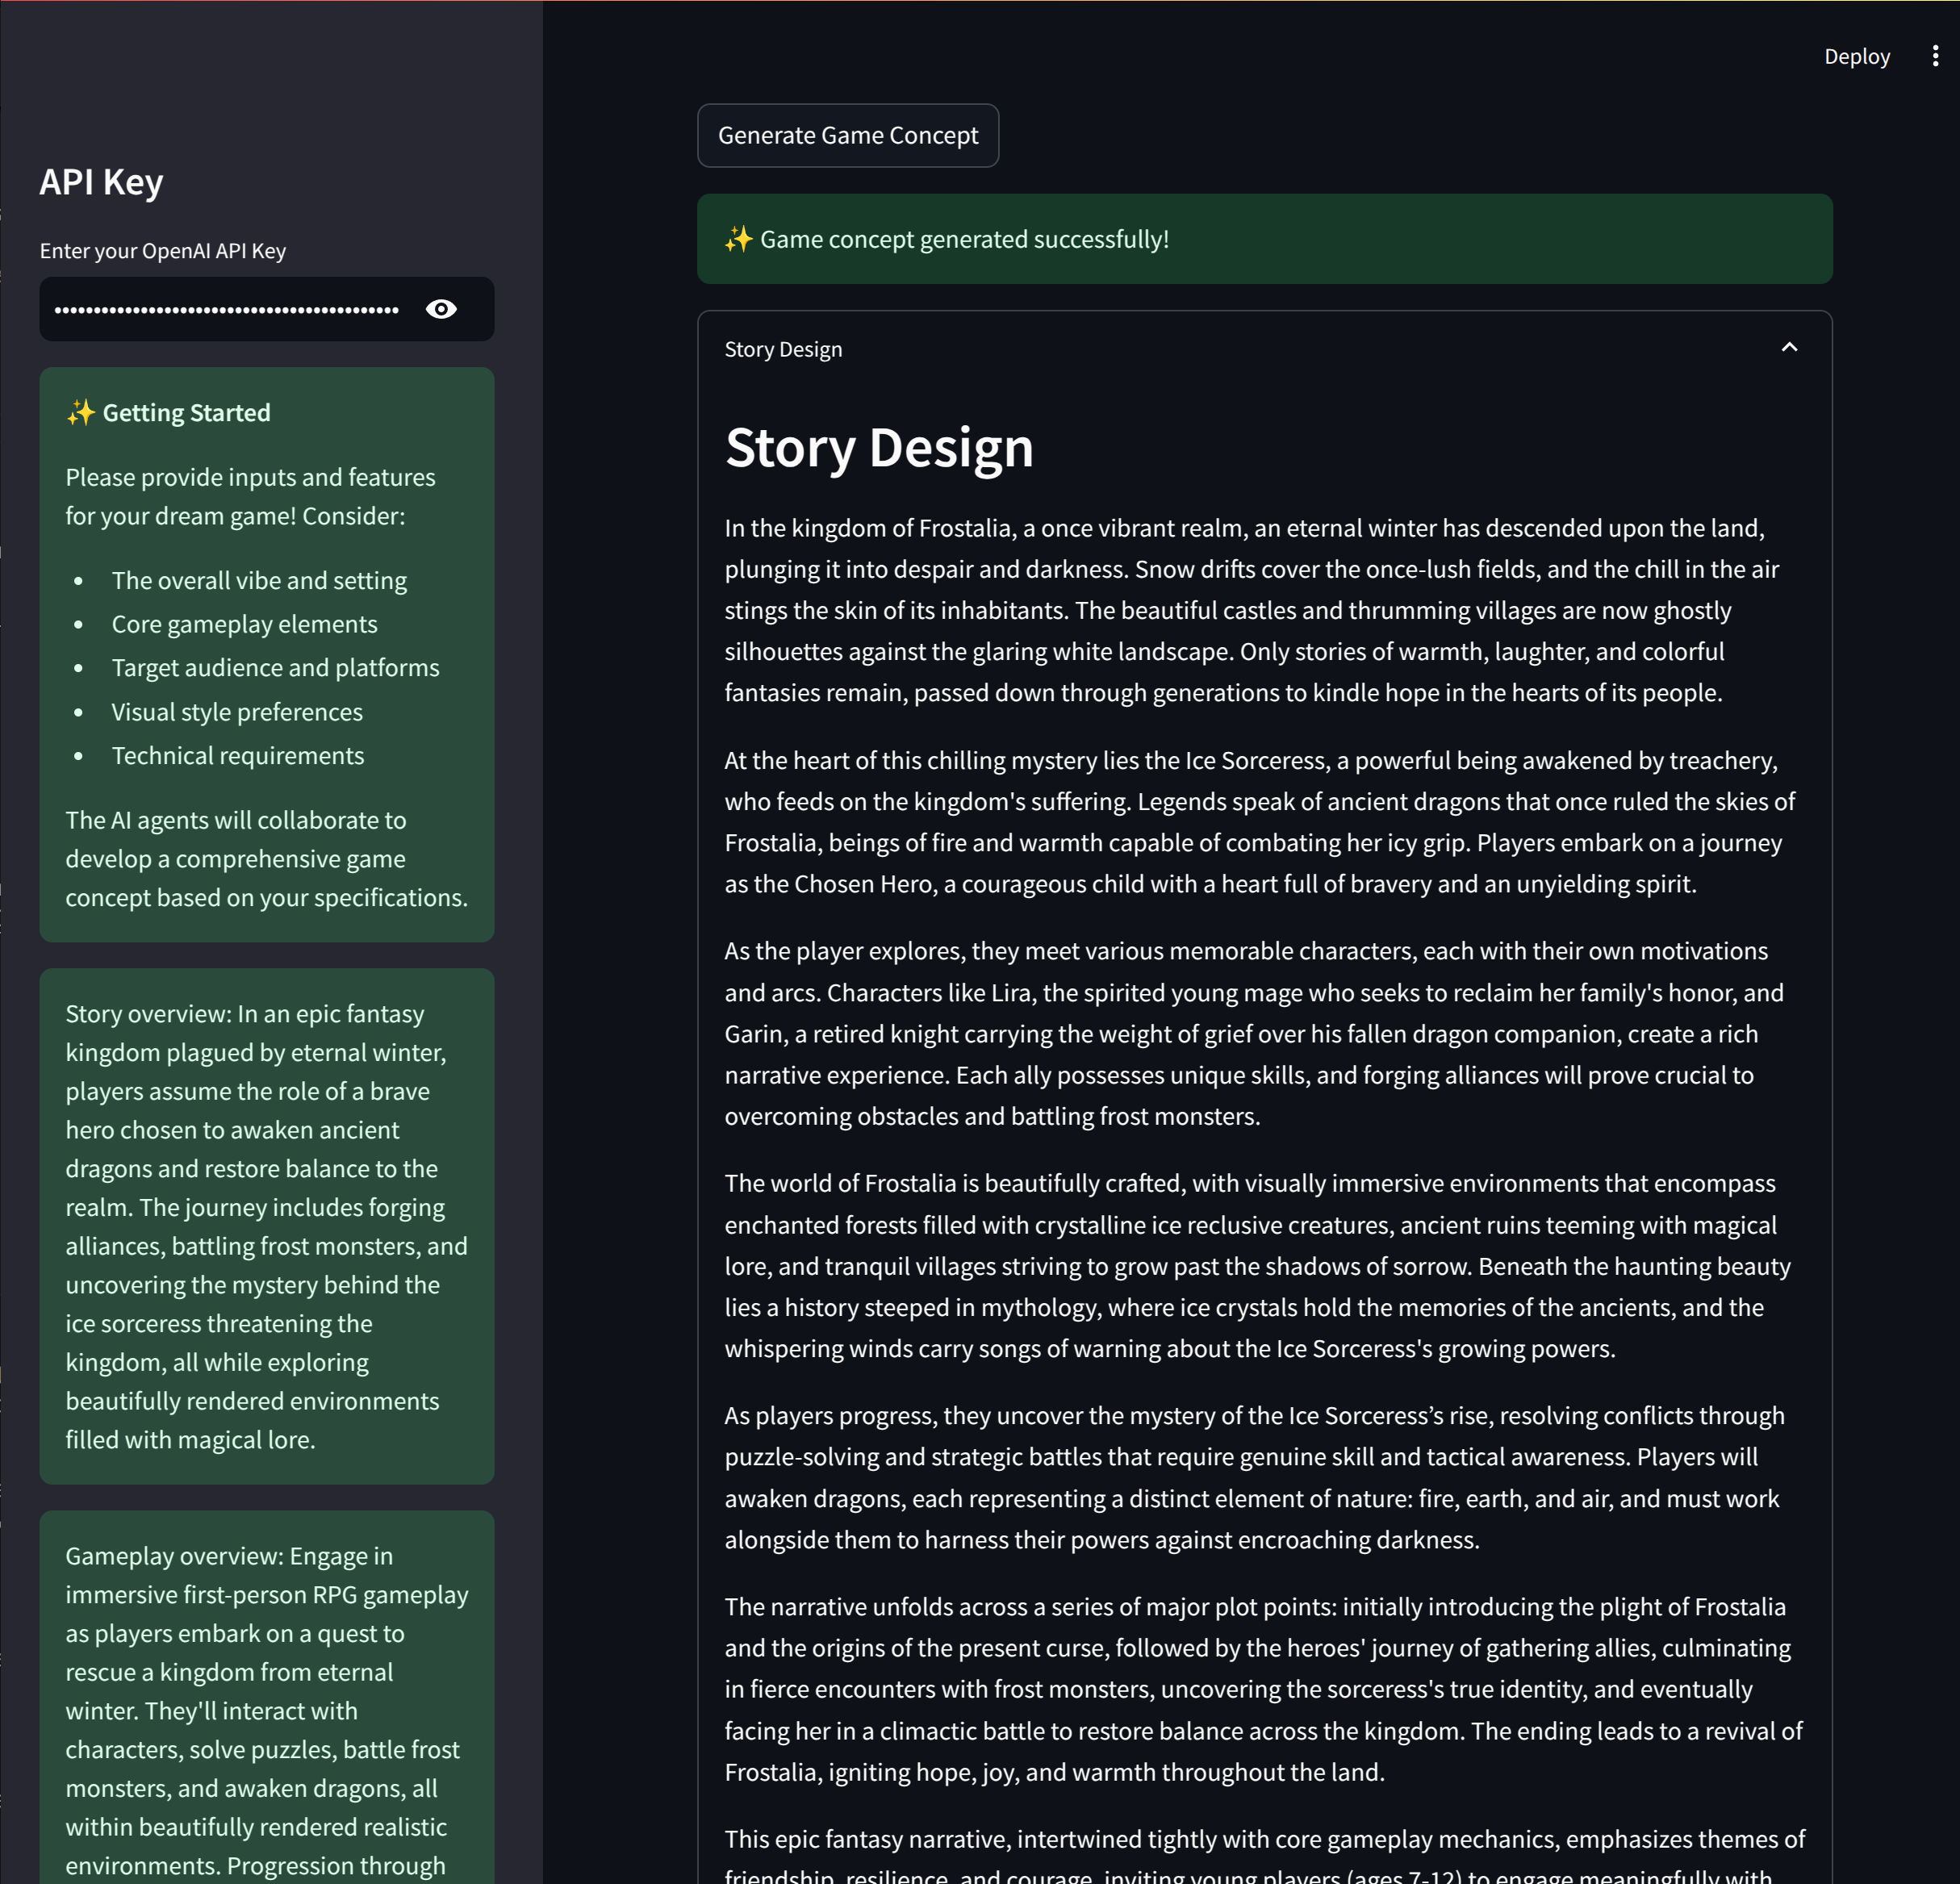 Deploy
API Key
Enter your OpenAI API Key
✨ Getting Started
Please provide inputs and features
for your dream game! Consider:
• The overall vibe and setting
• Core gameplay elements
• Target audience and platforms
• Visual style preferences
• Technical requirements
The AI agents will collaborate to
develop a comprehensive game
concept based on your specifications.
Story overview: In an epic fantasy
kingdom plagued by eternal winter,
players assume the role of a brave
hero chosen to awaken ancient
dragons and restore balance to the
realm. The journey includes forging
alliances, battling frost monsters, and
uncovering the mystery behind the
ice sorceress threatening the
kingdom, all while exploring
beautifully rendered environments
filled with magical lore.
Gameplay overview: Engage in
immersive first-person RPG gameplay
as players embark on a quest to
rescue a kingdom from eternal
winter. They'll interact with
characters, solve puzzles, battle frost
monsters, and awaken dragons, all
within beautifully rendered realistic
environments. Progression through
Generate Game Concept
✨ Game concept generated successfully!
Story Design
Story Design
In the kingdom of Frostalia, a once vibrant realm, an eternal winter has descended upon the land,
plunging it into despair and darkness. Snow drifts cover the once-lush fields, and the chill in the air
stings the skin of its inhabitants. The beautiful castles and thrumming villages are now ghostly
silhouettes against the glaring white landscape. Only stories of warmth, laughter, and colorful
fantasies remain, passed down through generations to kindle hope in the hearts of its people.
At the heart of this chilling mystery lies the Ice Sorceress, a powerful being awakened by treachery,
who feeds on the kingdom's suffering. Legends speak of ancient dragons that once ruled the skies of
Frostalia, beings of fire and warmth capable of combating her icy grip. Players embark on a journey
as the Chosen Hero, a courageous child with a heart full of bravery and an unyielding spirit.
As the player explores, they meet various memorable characters, each with their own motivations
and arcs. Characters like Lira, the spirited young mage who seeks to reclaim her family's honor, and
Garin, a retired knight carrying the weight of grief over his fallen dragon companion, create a rich
narrative experience. Each ally possesses unique skills, and forging alliances will prove crucial to
overcoming obstacles and battling frost monsters.
The world of Frostalia is beautifully crafted, with visually immersive environments that encompass
enchanted forests filled with crystalline ice reclusive creatures, ancient ruins teeming with magical
lore, and tranquil villages striving to grow past the shadows of sorrow. Beneath the haunting beauty
lies a history steeped in mythology, where ice crystals hold the memories of the ancients, and the
whispering winds carry songs of warning about the Ice Sorceress's growing powers.
As players progress, they uncover the mystery of the Ice Sorceress’s rise, resolving conflicts through
puzzle-solving and strategic battles that require genuine skill and tactical awareness. Players will
awaken dragons, each representing a distinct element of nature: fire, earth, and air, and must work
alongside them to harness their powers against encroaching darkness.
The narrative unfolds across a series of major plot points: initially introducing the plight of Frostalia
and the origins of the present curse, followed by the heroes' journey of gathering allies, culminating
in fierce encounters with frost monsters, uncovering the sorceress's true identity, and eventually
facing her in a climactic battle to restore balance across the kingdom. The ending leads to a revival of
Frostalia, igniting hope, joy, and warmth throughout the land.
This epic fantasy narrative, intertwined tightly with core gameplay mechanics, emphasizes themes of
friendship, resilience, and courage, inviting young players (ages 7-12) to engage meaningfully with